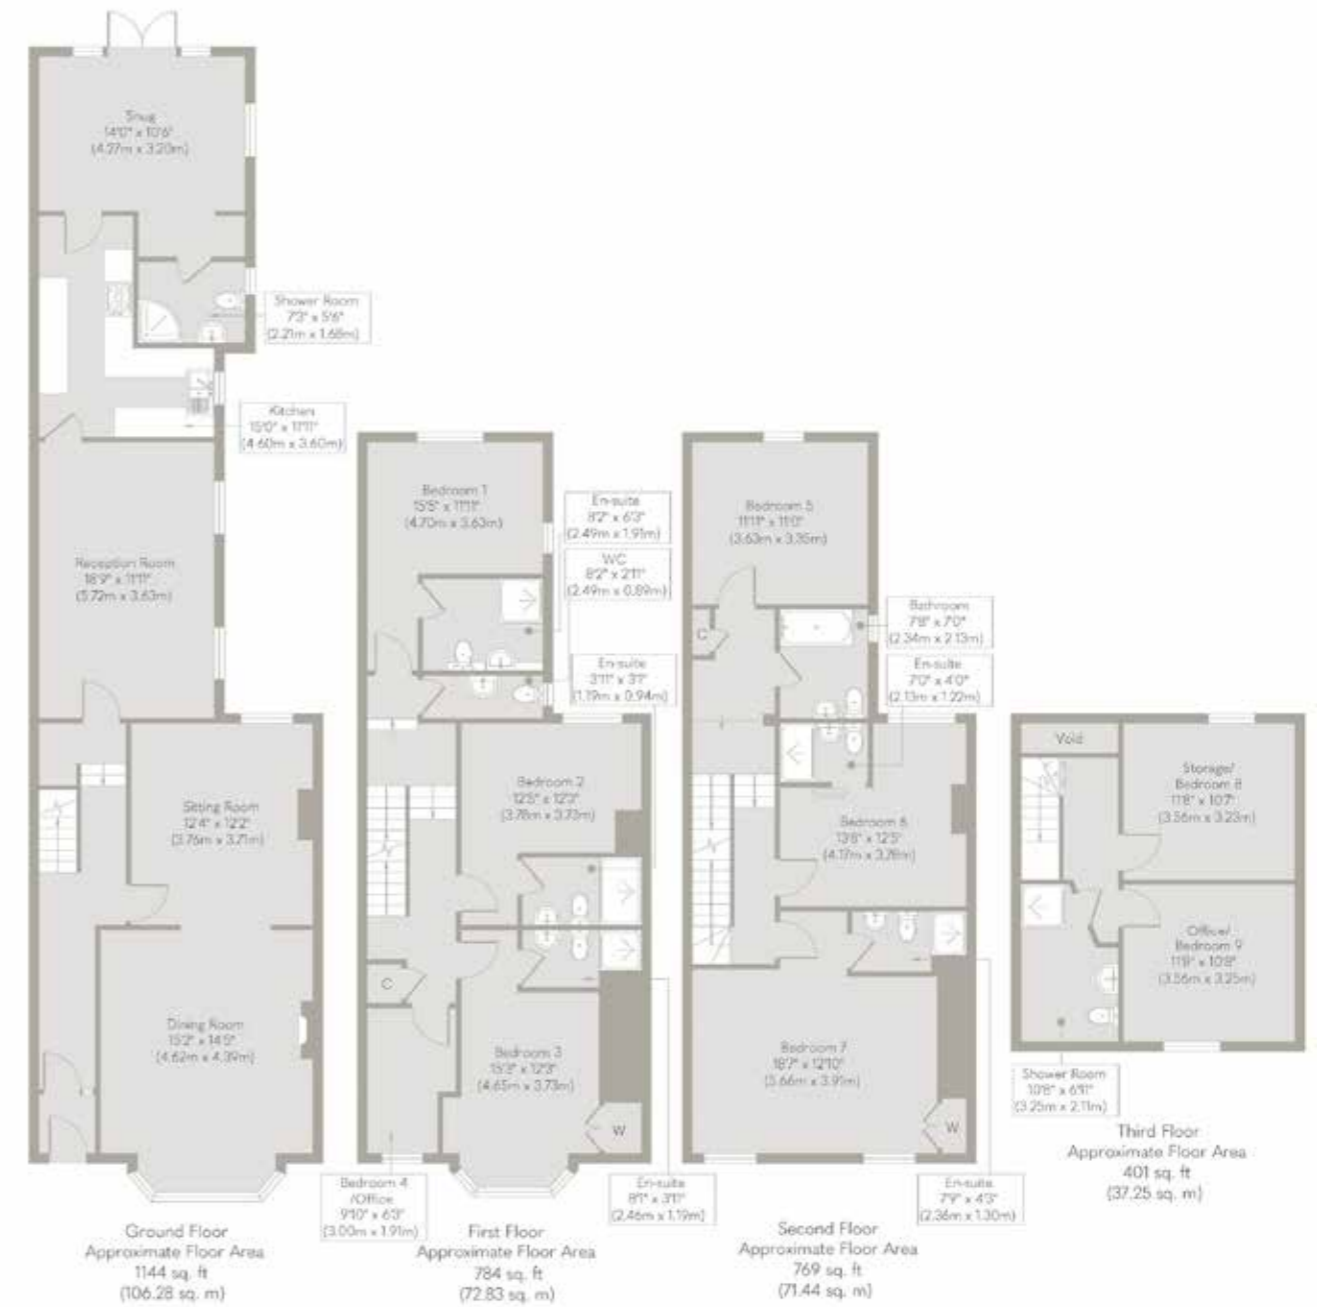 Snug
14'0" x 10'6"
(4.27m x 3.20m)
Shower Room
7'3" x 5'6"
(2.21m x 1.68m)
Kitchen
15'0" x 11'11"
(4.60m x 3.60m)
Reception Room
18'9" x 11'11"
(5.72m x 3.63m)
Sitting Room
12'4" x 12'2"
(3.76m x 3.71m)
Dining Room
15'2" x 14'5"
(4.62m x 4.39m)
Ground Floor
Approximate Floor Area
1144 sq. ft
(106.28 sq. m)
Bedroom 1
15'5" x 11'11"
(4.70m x 3.63m)
En-suite
8'2" x 6'3"
(2.49m x 1.91m)
WC
8'2" x 2'11"
(2.49m x 0.89m)
En-suite
3'11" x 3'1"
(1.19m x 0.94m)
Bedroom 2
12'5" x 12'3"
(3.78m x 3.73m)
C
Bedroom 3
15'3" x 12'3"
(4.65m x 3.73m)
W
Bedroom 4
/Office
9'10" x 6'3"
(3.00m x 1.91m)
En-suite
8'1" x 3'11"
(2.46m x 1.19m)
First Floor
Approximate Floor Area
784 sq. ft
(72.83 sq. m)
Bedroom 5
11'11" x 11'0"
(3.63m x 3.35m)
C
Bathroom
7'8" x 7'0"
(2.34m x 2.13m)
En-suite
7'0" x 4'0"
(2.13m x 1.22m)
Bedroom 6
13'8" x 12'5"
(4.17m x 3.78m)
Bedroom 7
18'7" x 12'10"
(5.66m x 3.91m)
W
En-suite
7'9" x 4'3"
(2.36m x 1.30m)
Second Floor
Approximate Floor Area
769 sq. ft
(71.44 sq. m)
Void
Storage/
Bedroom 8
11'8" x 10'7"
(3.56m x 3.23m)
Office/
Bedroom 9
11'8" x 10'8"
(3.56m x 3.25m)
Shower Room
10'8" x 6'11"
(3.25m x 2.11m)
Third Floor
Approximate Floor Area
401 sq. ft
(37.25 sq. m)